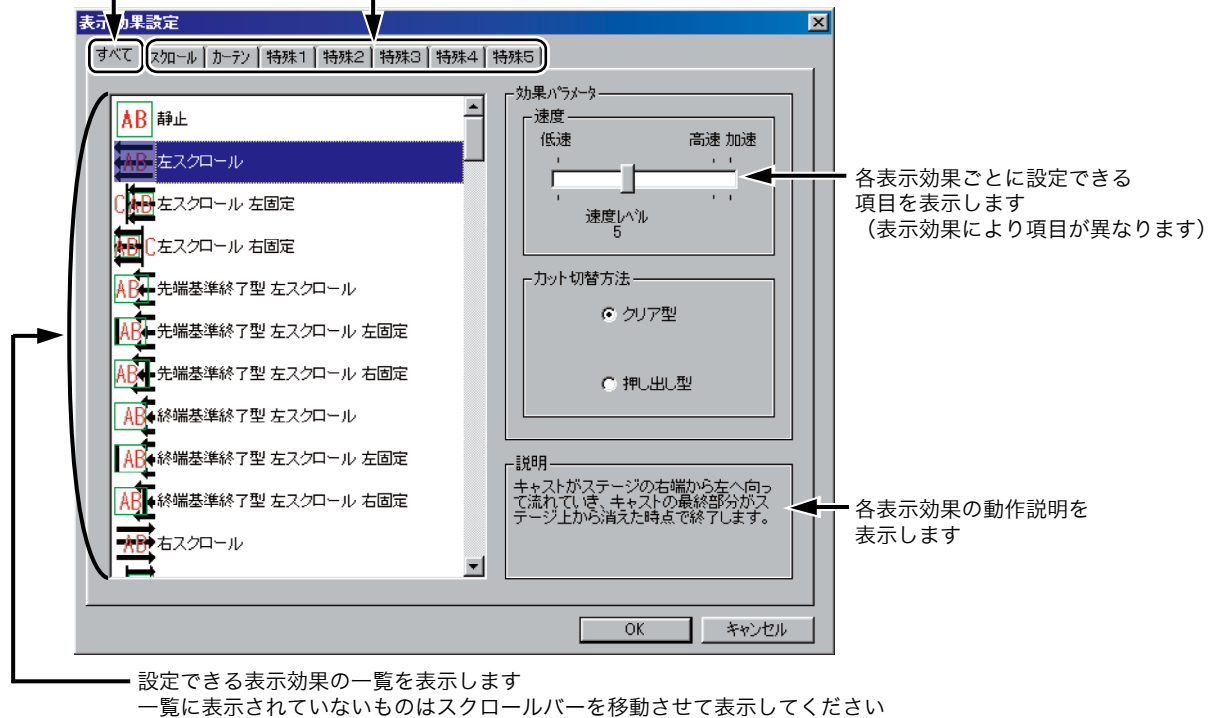 表示効果設定
すべて スクロール カーテン 特殊1 特殊2 特殊3 特殊4 特殊5
AB 静止
AB 左スクロール
CAB 左スクロール 左固定
ABC 左スクロール 右固定
AB 先端基準終了型 左スクロール
AB 先端基準終了型 左スクロール 左固定
AB 先端基準終了型 左スクロール 右固定
AB 終端基準終了型 左スクロール
AB 終端基準終了型 左スクロール 左固定
AB 終端基準終了型 左スクロール 右固定
AB 右スクロール
効果パラメータ
速度
低速 高速 加速
速度レベル
5
カット切替方法
クリア型
押し出し型
説明
キャストがステージの右端から左へ向っ
て流れていき、キャストの最終部分がス
テージ上から消えた時点で終了します。
OK キャンセル
各表示効果ごとに設定できる
項目を表示します
（表示効果により項目が異なります）
各表示効果の動作説明を
表示します
設定できる表示効果の一覧を表示します
一覧に表示されていないものはスクロールバーを移動させて表示してください